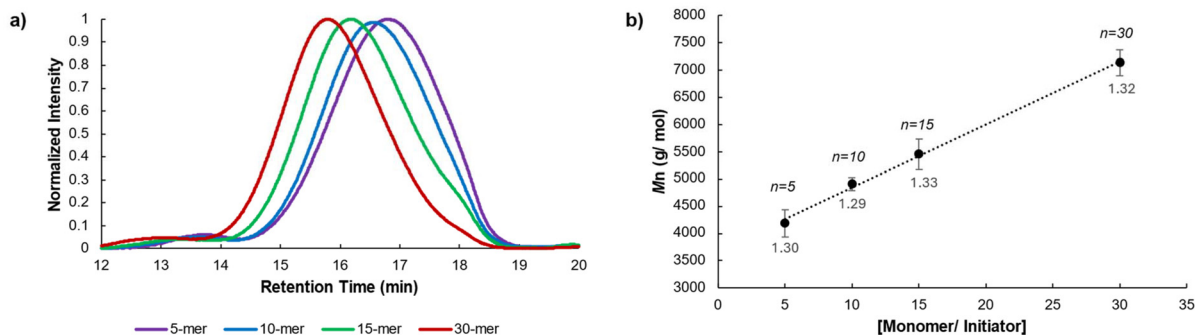 a)
Normalized Intensity
1
0.9
0.8
0.7
0.6
0.5
0.4
0.3
0.2
0.1
0
12 13 14 15 16 17 18 19 20
Retention Time (min)
5-mer 10-mer 15-mer 30-mer
b)
Mn (g/ mol)
8000
7500
7000
6500
6000
5500
5000
4500
4000
3500
3000
n=5
1.30
n=10
1.29
n=15
1.33
n=30
1.32
0 5 10 15 20 25 30 35
[Monomer/ Initiator]